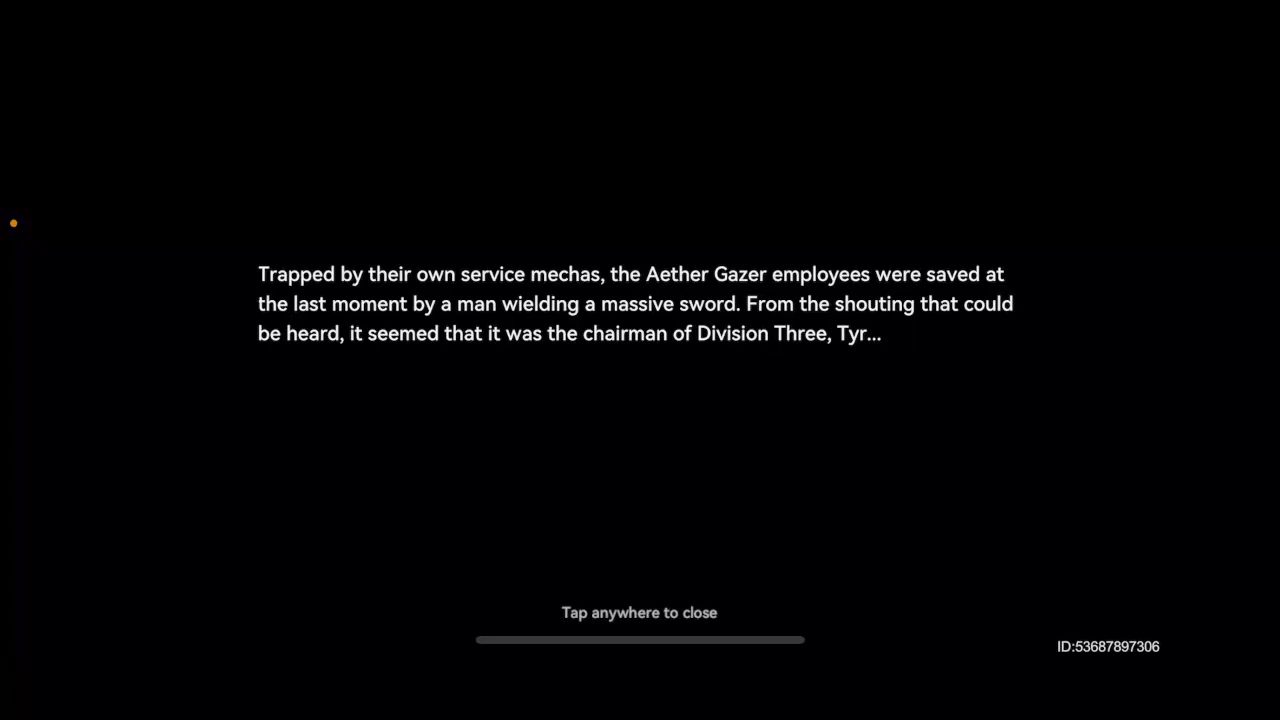 Trapped by their own service mechas, the Aether Gazer employees were saved at
the last moment by a man wielding a massive sword. From the shouting that could
be heard, it seemed that it was the chairman of Division Three, Tyr...
Tap anywhere to close
ID:53687897306